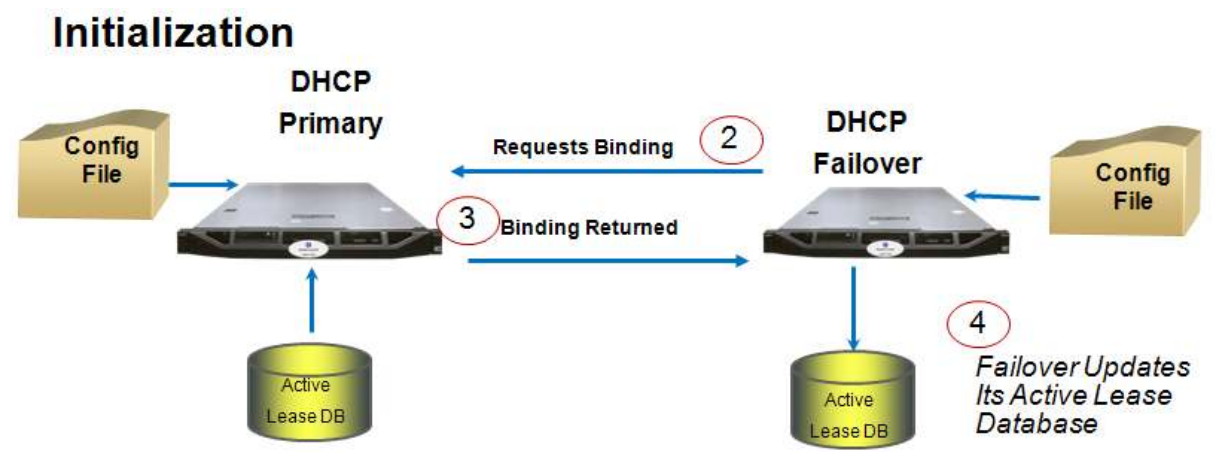 Initialization
DHCP
Primary
Config
File
Requests Binding
2
DHCP
Failover
Config
File
3
Binding Returned
Active
Lease DB
Active
Lease DB
4
Failover Updates
Its Active Lease
Database